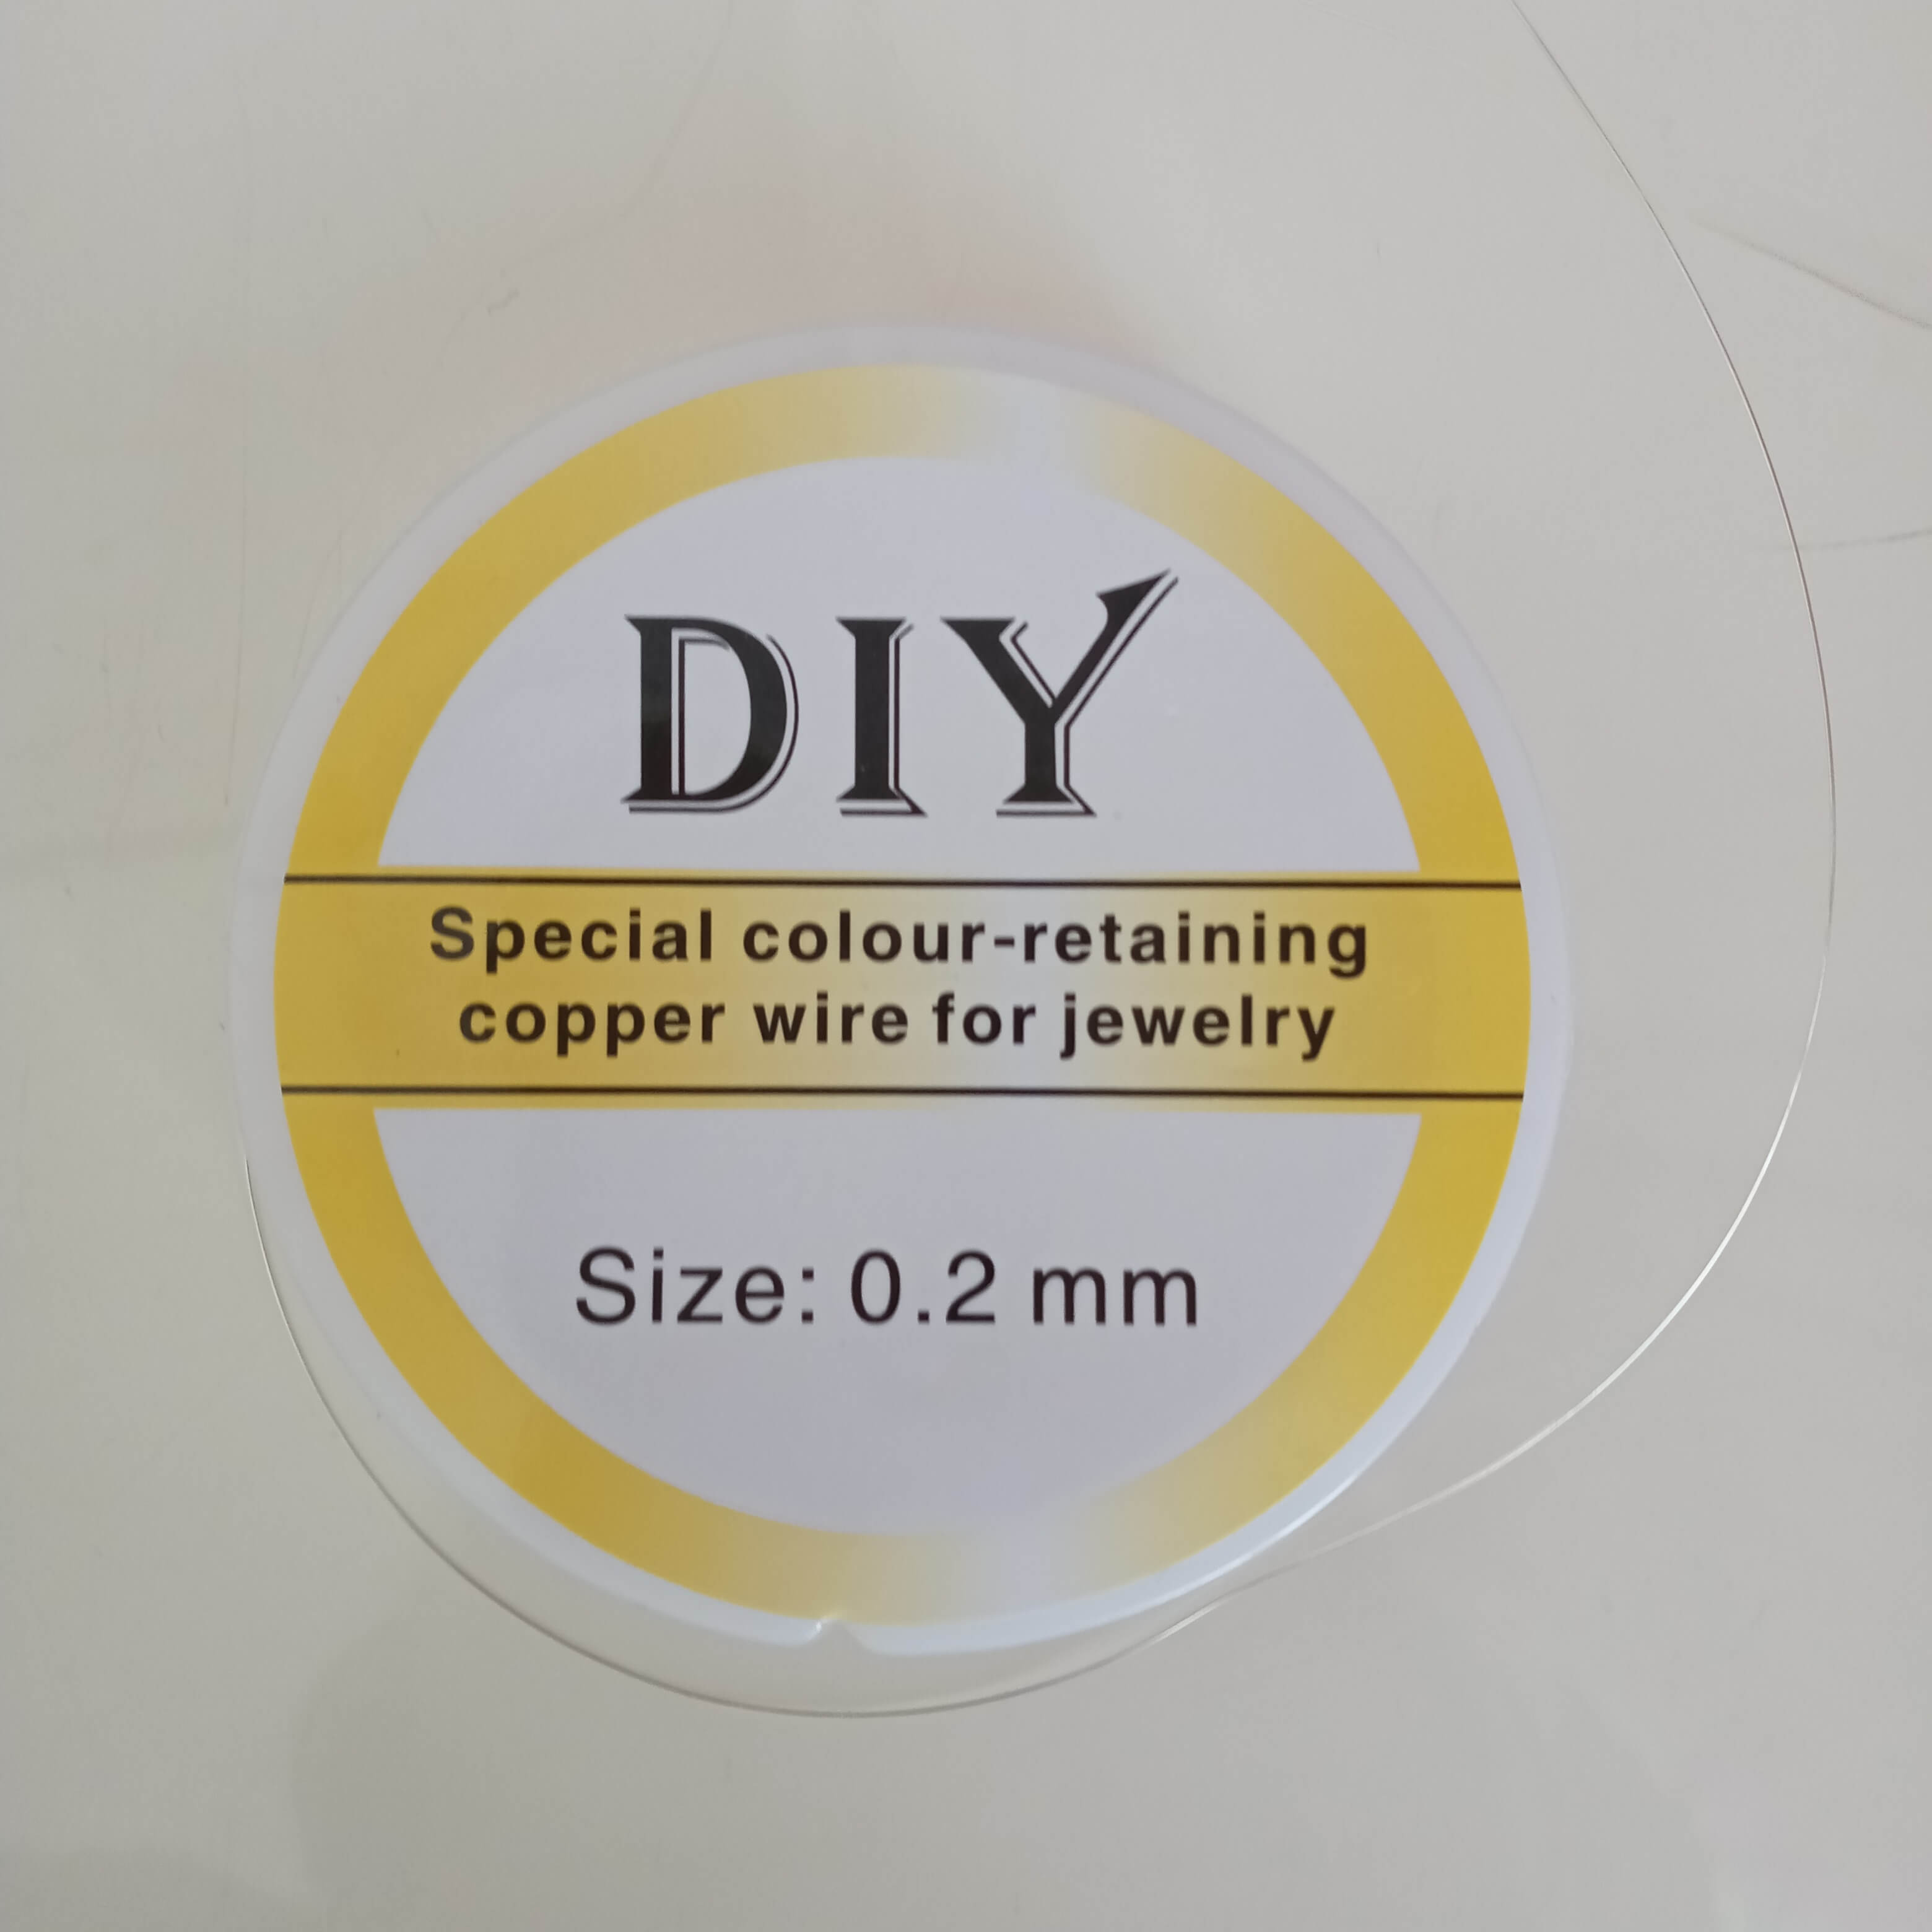 DIY
Special colour-retaining
copper wire for jewelry
Size: 0.2 mm